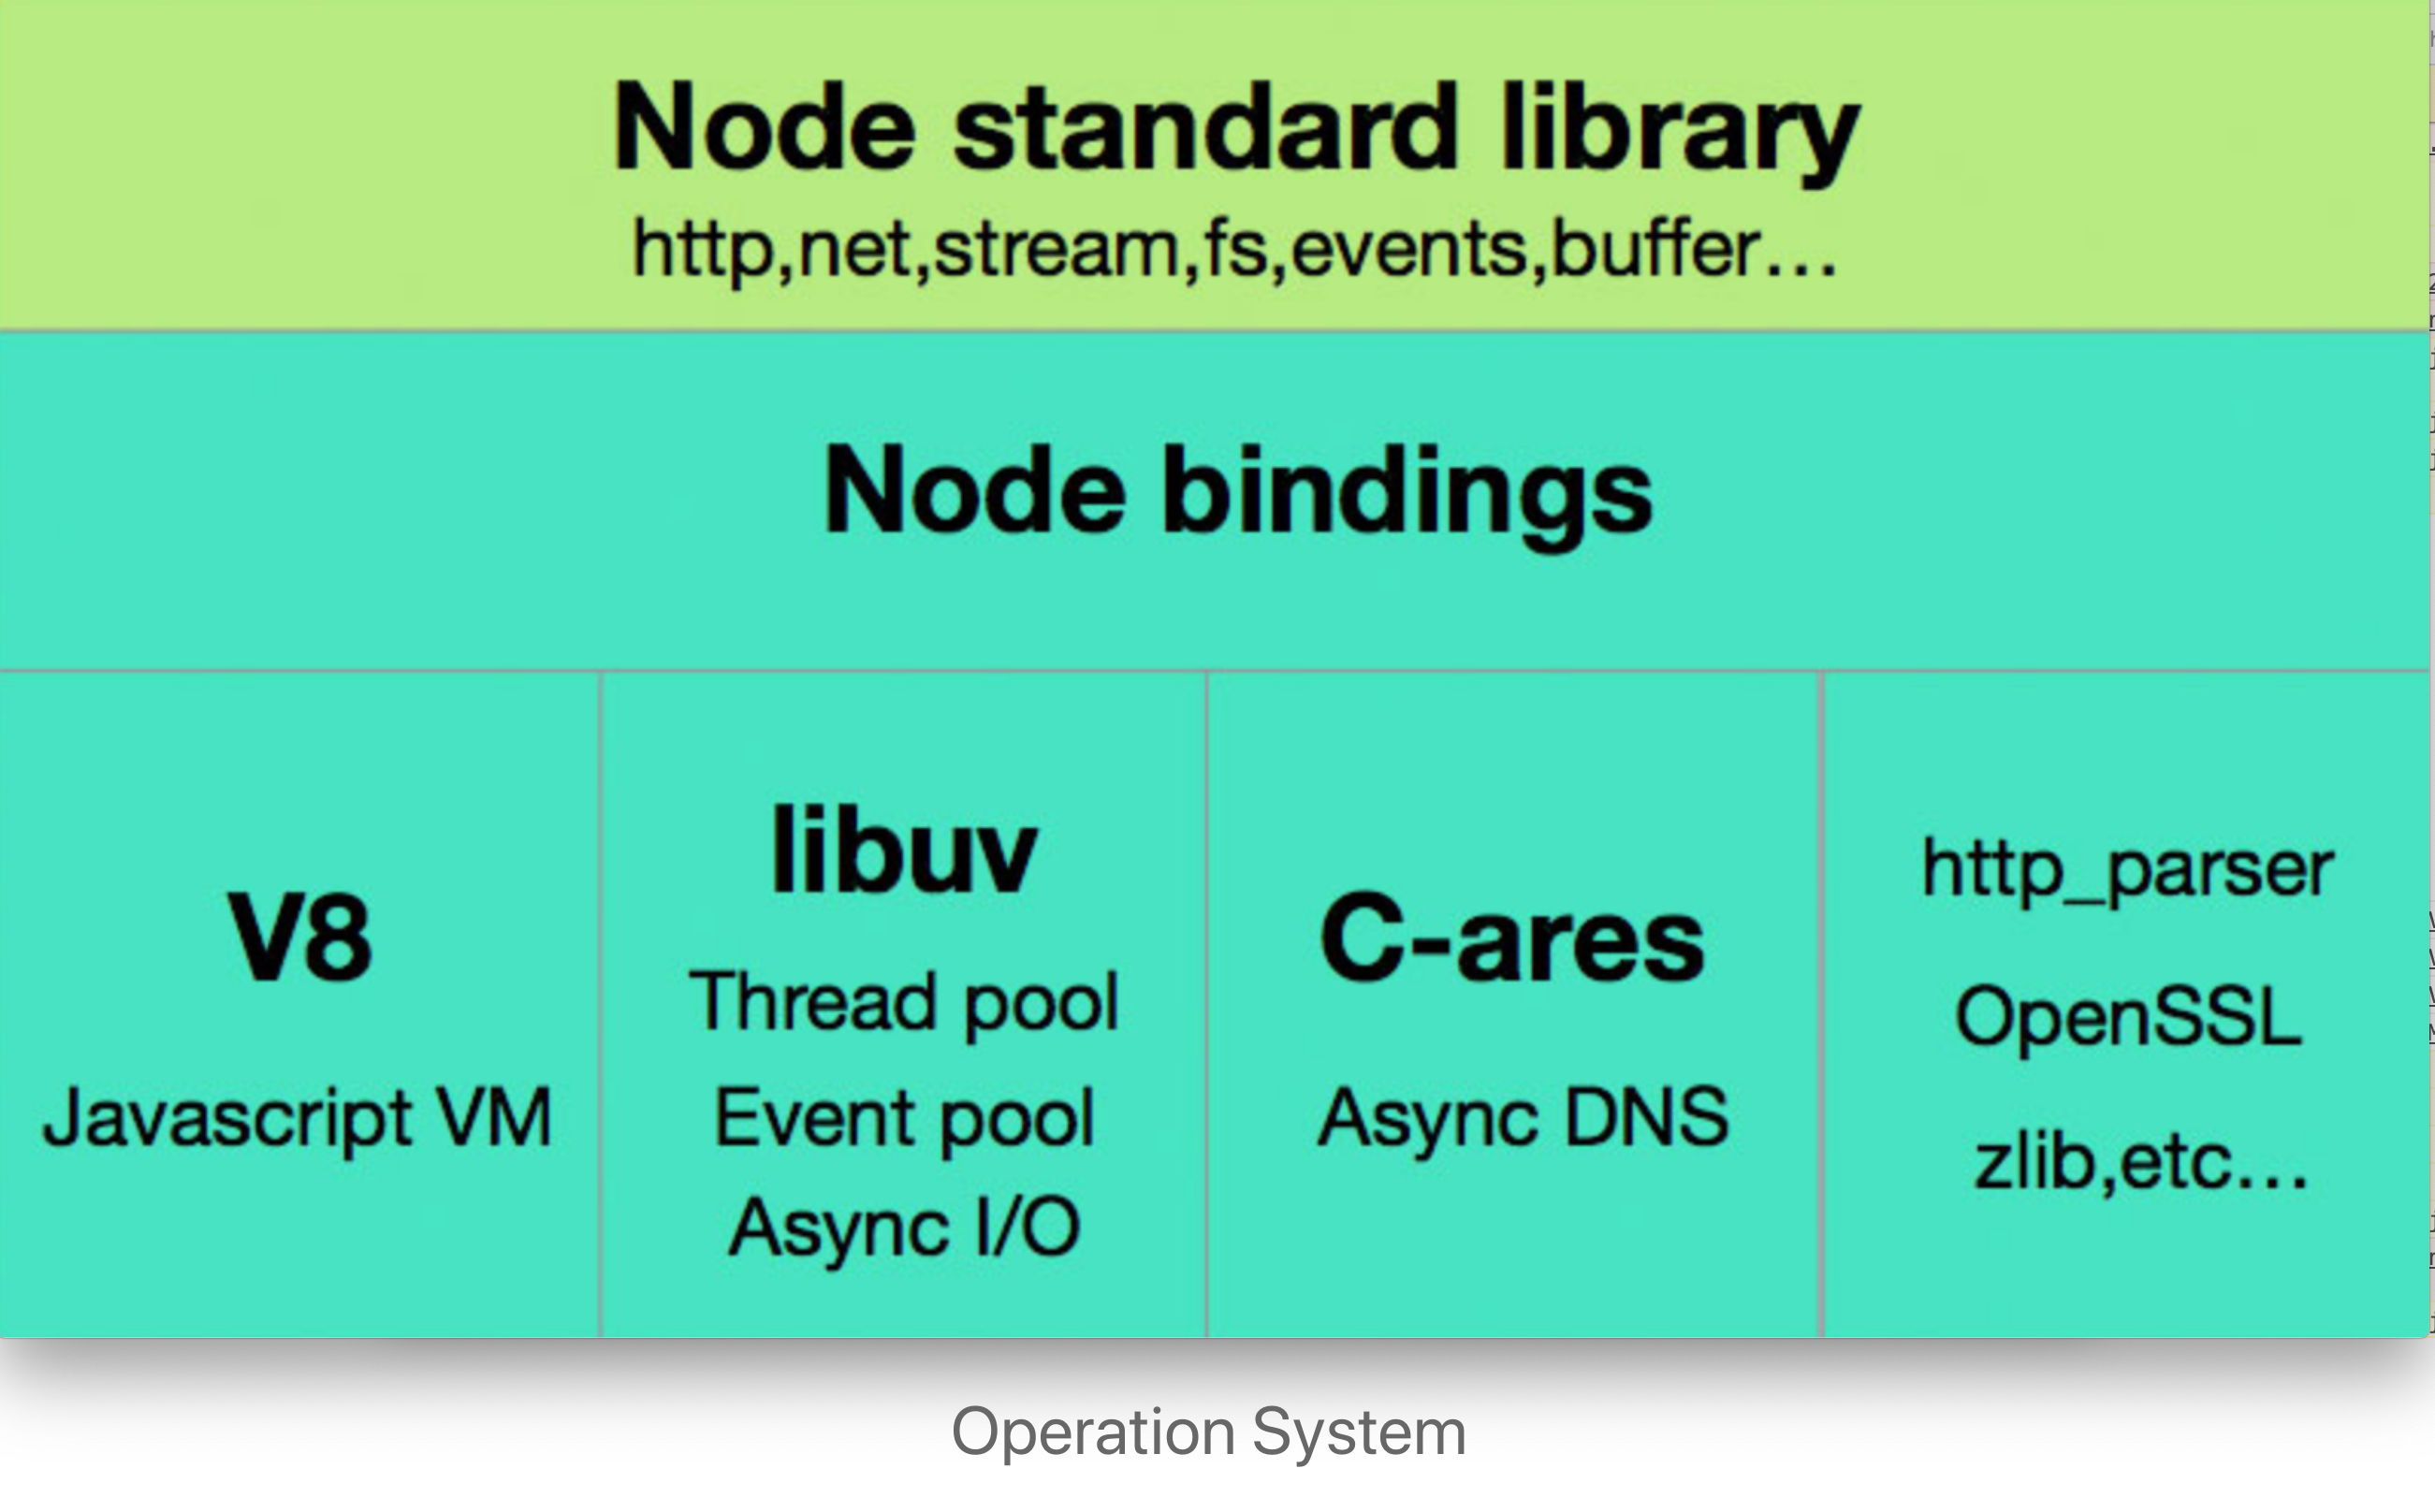 Node standard library
http,net,stream,fs,events,buffer...
Node bindings
V8
Javascript VM
libuv
Thread pool
Event pool
Async I/O
C-ares
Async DNS
http_parser
OpenSSL
zlib,etc...
Operation System